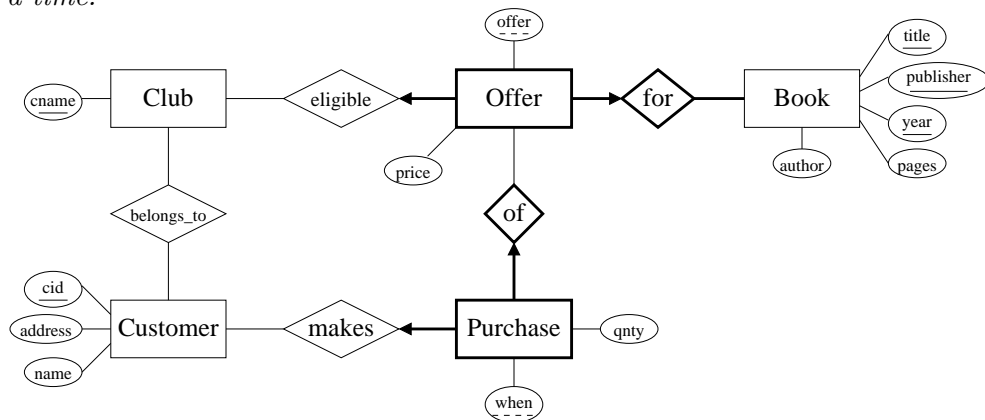 a time.
offer
title
cname
Club
eligible
Offer
for
Book
publisher
year
price
author
pages
belongs_to
of
cid
address
name
Customer
makes
Purchase
qnty
when